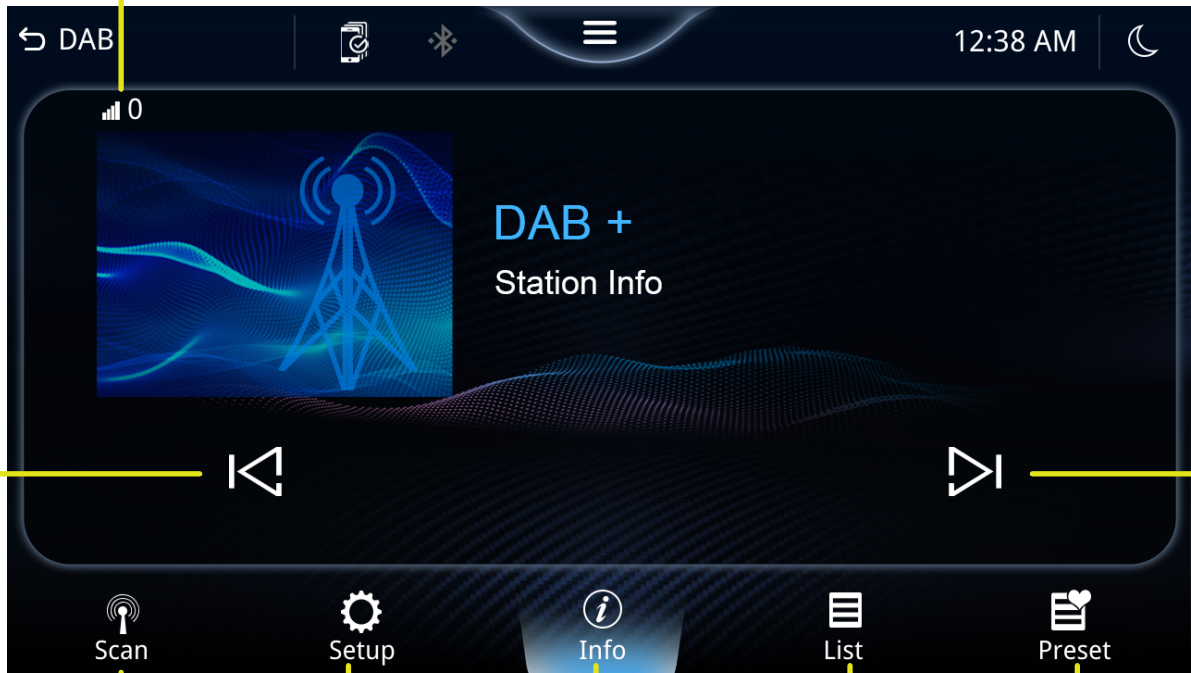 DAB
12:38 AM
0
DAB +
Station Info
Scan
Setup
Info
List
Preset